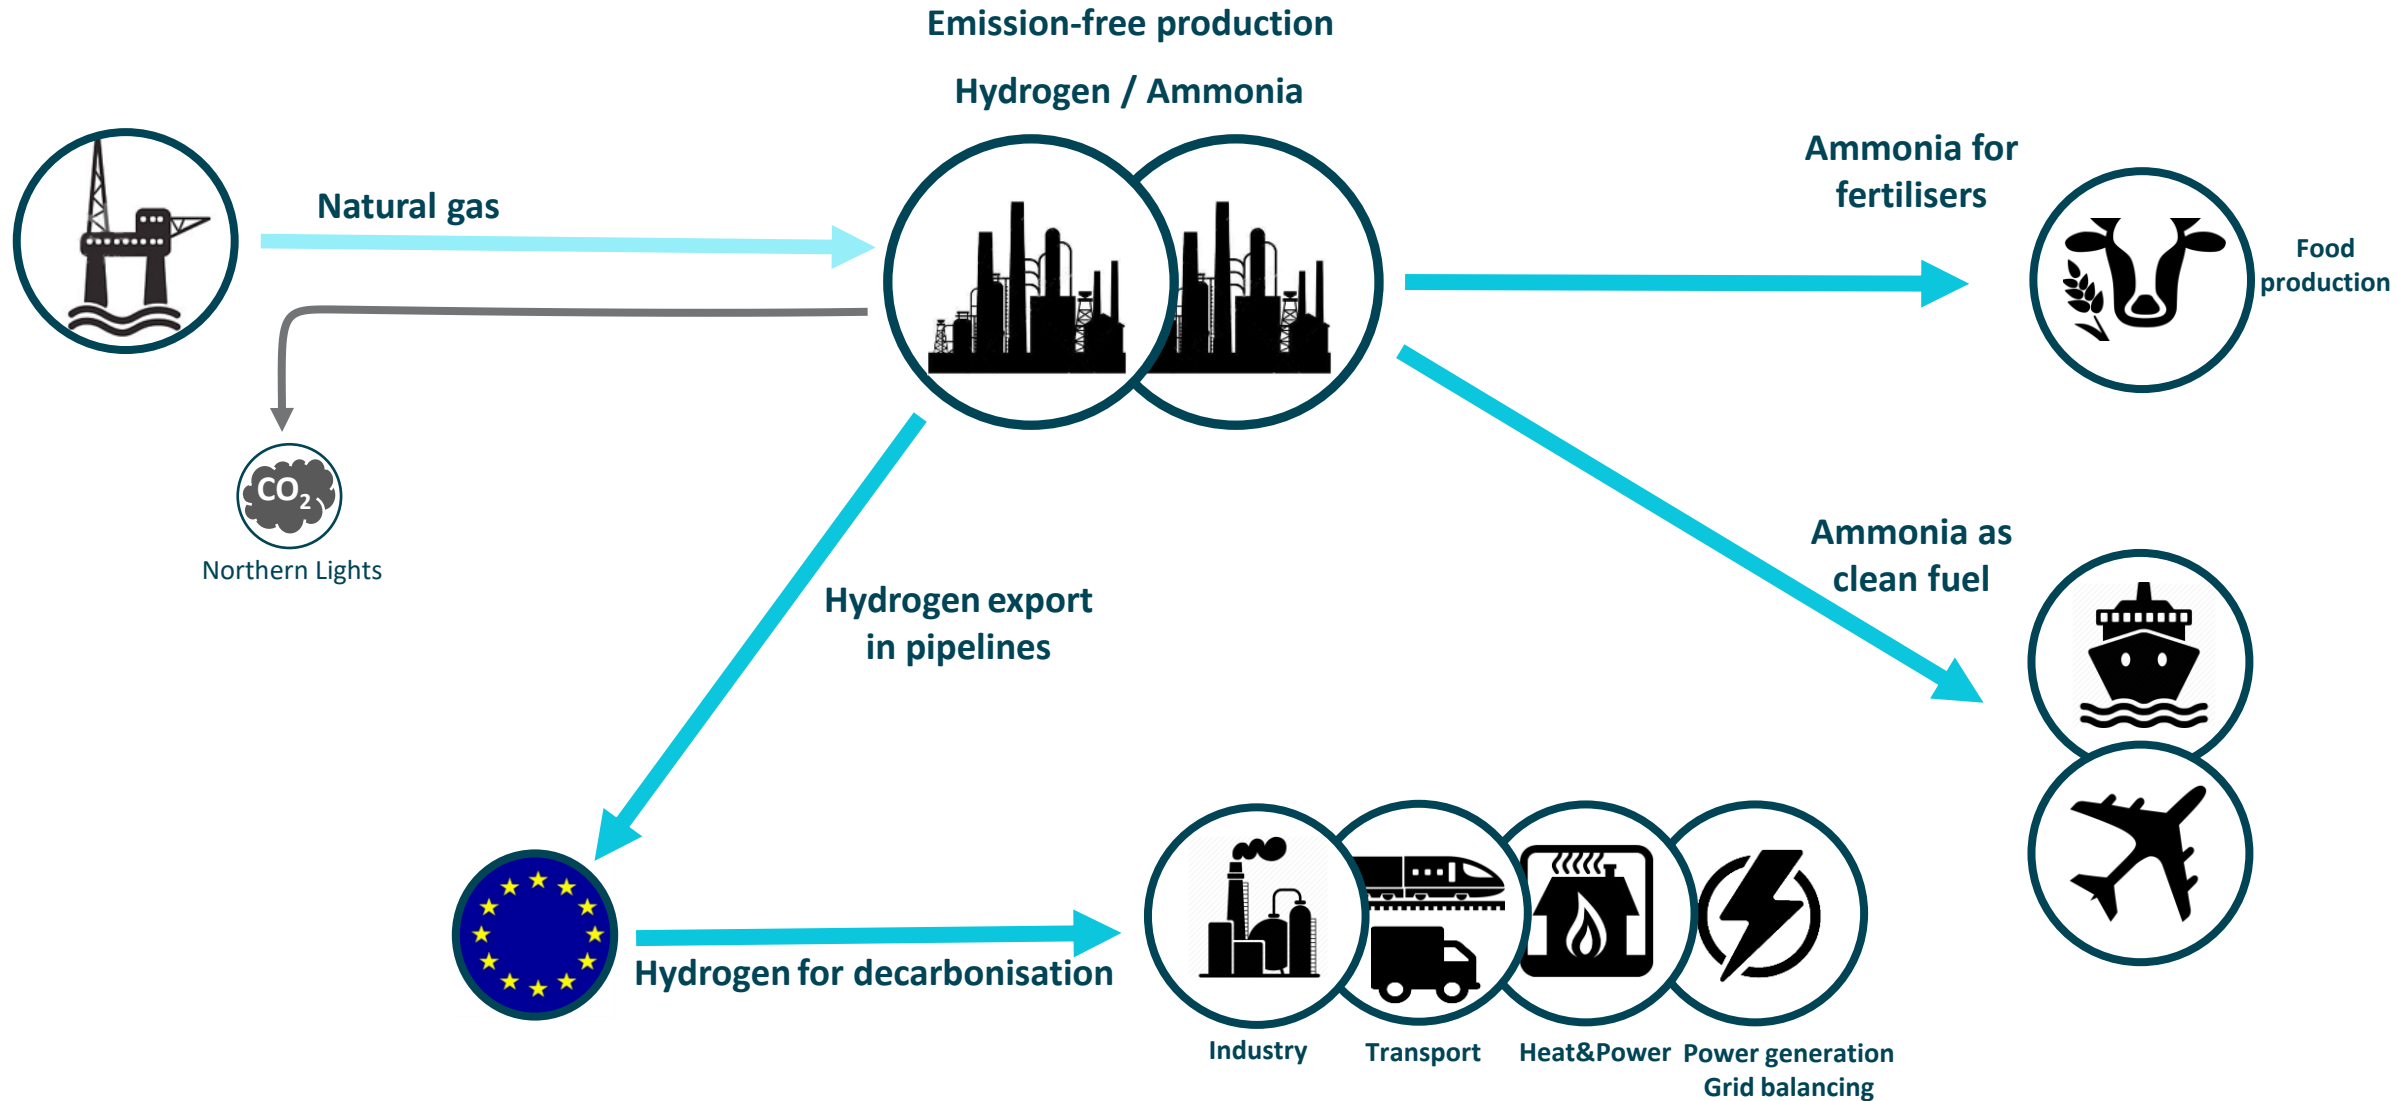 Emission-free production
Hydrogen / Ammonia
Natural gas
Ammonia for
fertilisers
Food
production
CO₂
Northern Lights
Hydrogen export
in pipelines
Ammonia as
clean fuel
Hydrogen for decarbonisation
Industry
Transport
Heat&Power
Power generation
Grid balancing